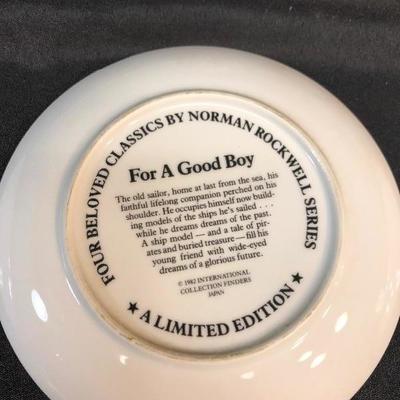 FOUR BELOVED CLASSICS BY NORMAN ROCKWELL SERIES
For A Good Boy
The old sailor, home at last from the sea, his
faithful lifelong companion perched on his
shoulder. He occupies himself now build-
ing models of the ships he's sailed . . .
while he dreams dreams of the past.
A ship model — and a tale of pir-
ates and buried treasure — fill his
young friend with wide-eyed
dreams of a glorious future.
© 1982 INTERNATIONAL
COLLECTION FINDERS
JAPAN
★ A LIMITED EDITION ★